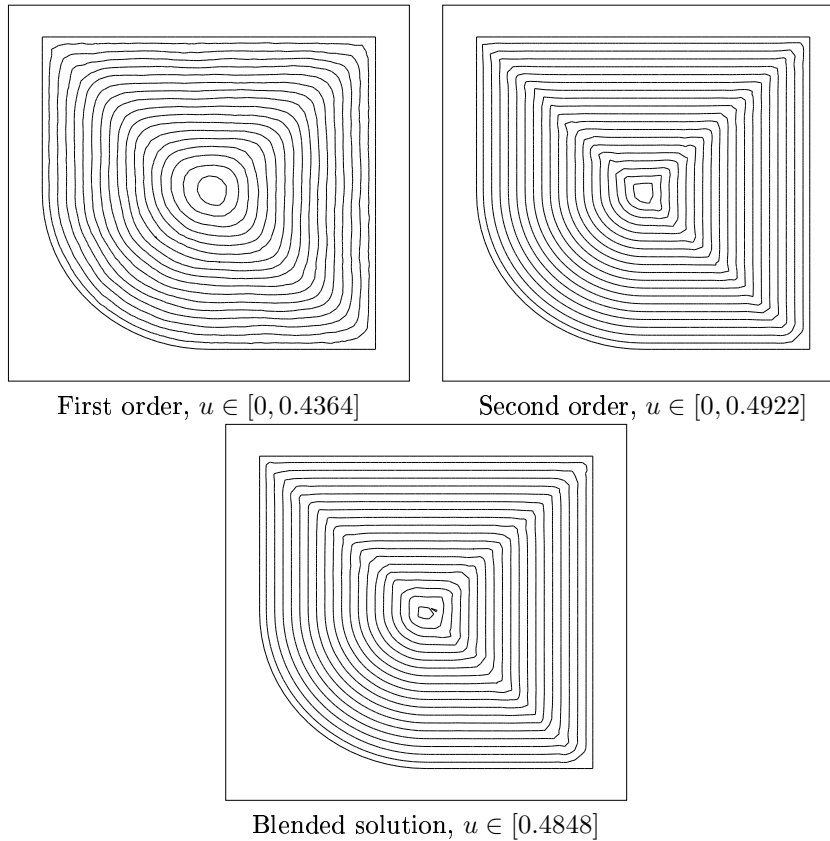 First order, u ∈ [0, 0.4364]
Second order, u ∈ [0, 0.4922]
Blended solution, u ∈ [0.4848]